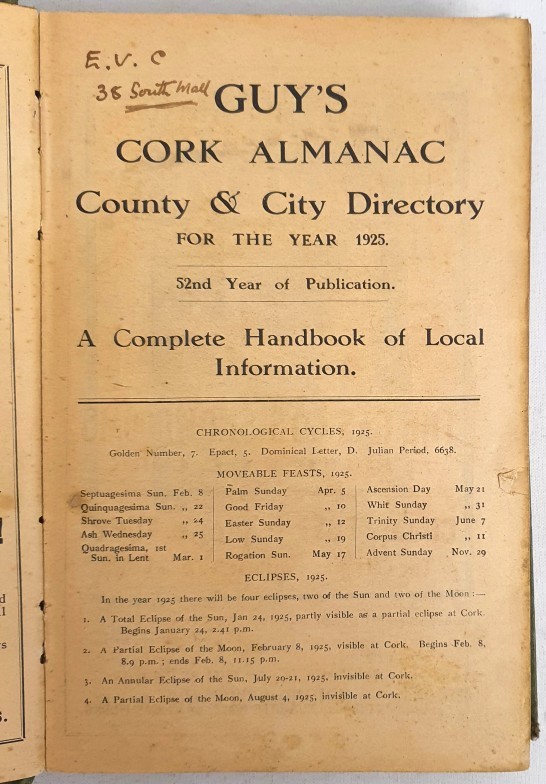 E. V. C
38 South Mall
GUY'S
CORK ALMANAC
County & City Directory
FOR THE YEAR 1925.
52nd Year of Publication.
A Complete Handbook of Local
Information.
CHRONOLOGICAL CYCLES, 1925.
Golden Number, 7. Epact, 5. Dominical Letter, D. Julian Period, 6638.
MOVEABLE FEASTS, 1925.
Septuagesima Sun. Feb. 8
Quinquagesima Sun. „ 22
Shrove Tuesday „ 24
Ash Wednesday „ 25
Quadragesima, 1st
Sun. in Lent Mar. 1
Palm Sunday Apr. 5
Good Friday „ 10
Easter Sunday „ 12
Low Sunday „ 19
Rogation Sun. May 17
Ascension Day May 21
Whit Sunday „ 31
Trinity Sunday June 7
Corpus Christi „ 11
Advent Sunday Nov. 29
ECLIPSES, 1925.
In the year 1925 there will be four eclipses, two of the Sun and two of the Moon :—
1. A Total Eclipse of the Sun, Jan 24, 1925, partly visible as a partial eclipse at Cork.
Begins January 24, 2.41 p.m.
2. A Partial Eclipse of the Moon, February 8, 1925, visible at Cork. Begins Feb. 8,
8.9 p.m. ; ends Feb. 8, 11.15 p.m.
3. An Annular Eclipse of the Sun, July 20-21, 1925, invisible at Cork.
4. A Partial Eclipse of the Moon, August 4, 1925, invisible at Cork.